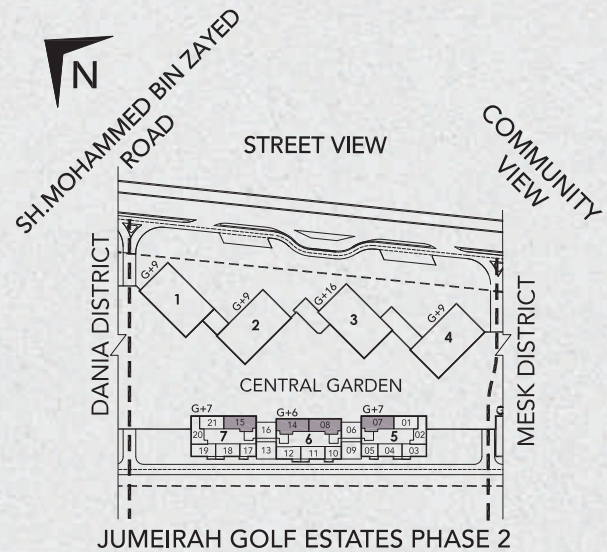 N
SH.MOHAMMED BIN ZAYED
ROAD
STREET VIEW
COMMUNITY
VIEW
DANIA DISTRICT
MESK DISTRICT
G+9
1
G+9
2
G+16
3
G+9
4
CENTRAL GARDEN
G+7
G+6
G+7
21 15 14 08 07 01
20 7 16 6 06 5 02
19 18 17 13 12 11 10 09 05 04 03
JUMEIRAH GOLF ESTATES PHASE 2